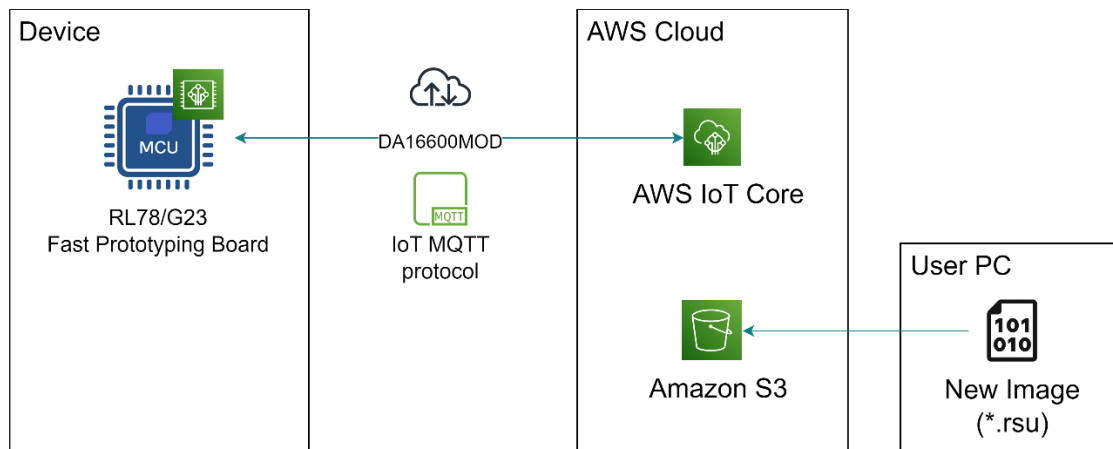 Device
MCU
RL78/G23
Fast Prototyping Board
DA16600MOD
MQTT
IoT MQTT
protocol
AWS Cloud
AWS IoT Core
Amazon S3
User PC
101
010
New Image
(*.rsu)